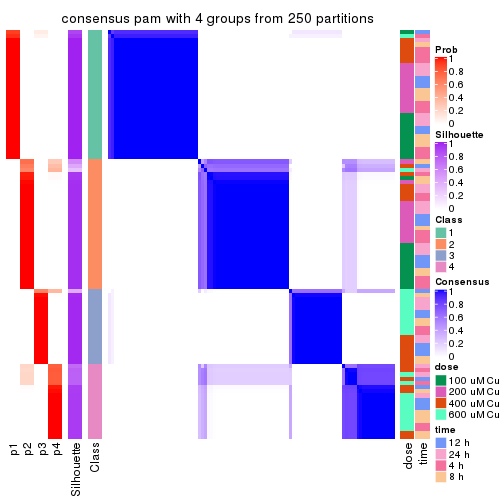 consensus pam with 4 groups from 250 partitions
Prob
1
0.8
0.6
0.4
0.2
0
Silhouette
1
0.8
0.6
0.4
0.2
0
Class
1
2
3
4
Consensus
1
0.8
0.6
0.4
0.2
0
dose
100 uM Cu
200 uM Cu
400 uM Cu
600 uM Cu
time
12 h
24 h
4 h
8 h
p1
p2
p3
p4
Silhouette
Class
dose
time